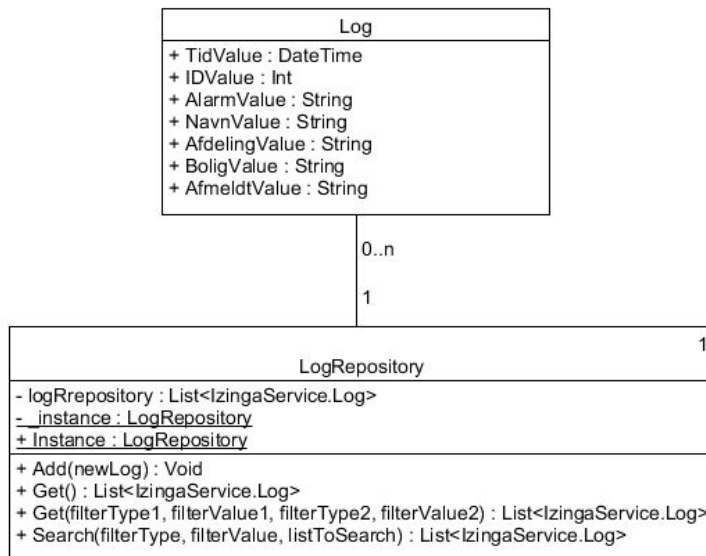 Log
+ TidValue : DateTime
+ IDValue : Int
+ AlarmValue : String
+ NavnValue : String
+ AfdelingValue : String
+ BoligValue : String
+ AfmeldtValue : String
0..n
1
1
LogRepository
- logRrepository : List<IzingaService.Log>
- _instance : LogRepository
+ Instance : LogRepository
+ Add(newLog) : Void
+ Get() : List<IzingaService.Log>
+ Get(filterType1, filterValue1, filterType2, filterValue2) : List<IzingaService.Log>
+ Search(filterType, filterValue, listToSearch) : List<IzingaService.Log>